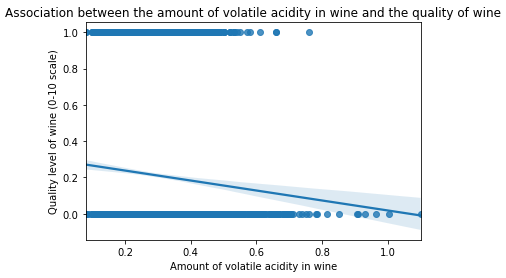 Association between the amount of volatile acidity in wine and the quality of wine
1.0
0.8
0.6
0.4
0.2
0.0
Quality level of wine (0-10 scale)
0.2 0.4 0.6 0.8 1.0
Amount of volatile acidity in wine